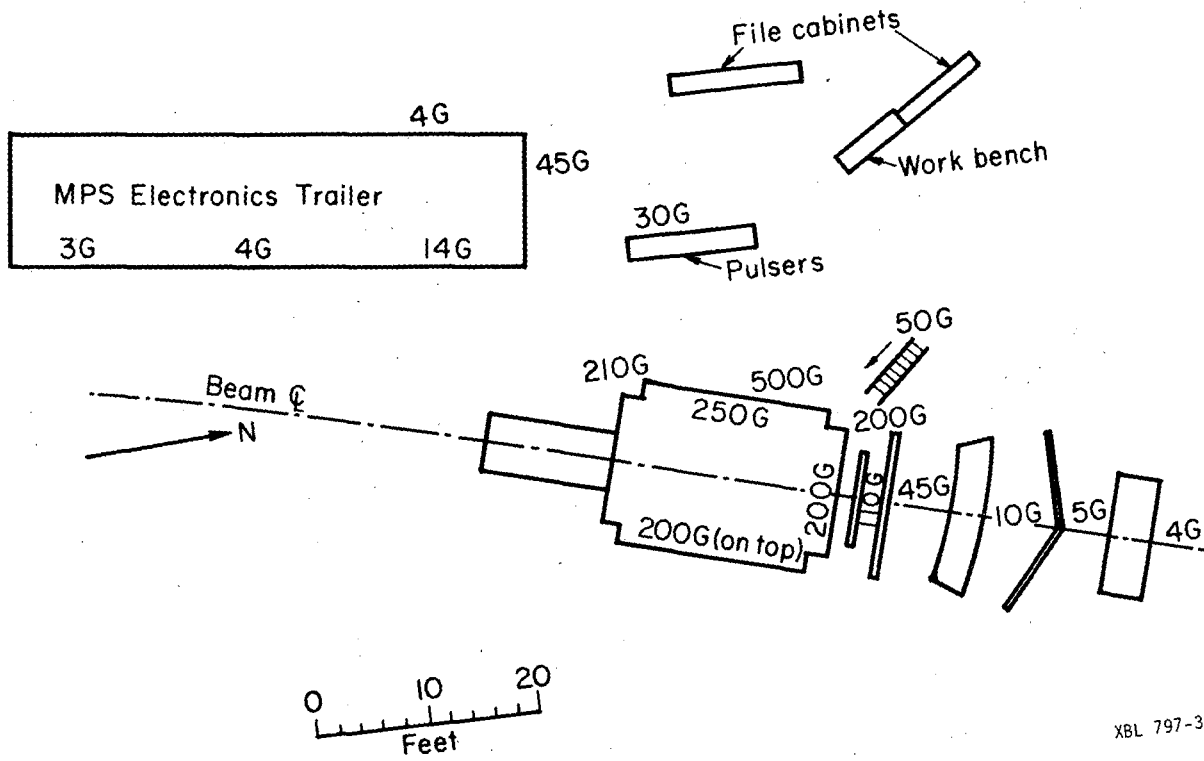 File cabinets
4G
45G
Work bench
MPS Electronics Trailer
3G
4G
14G
30G
Pulsers
50G
210G
500G
Beam ℄
250G
200G
N
200G
110G
45G
10G
5G
4G
200G (on top)
0
10
20
Feet
XBL 797-3